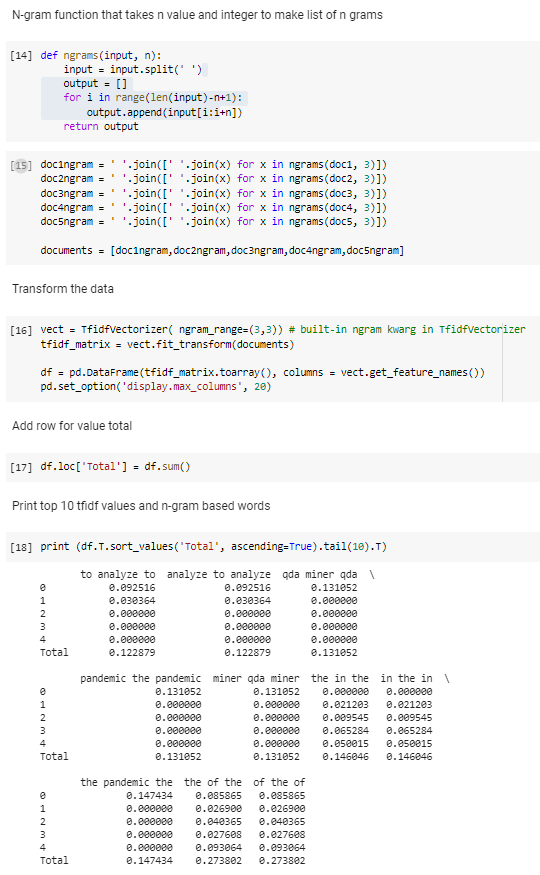 N-gram function that takes n value and integer to make list of n grams
[14] def ngrams(input, n):
input = input.split(' ')
output = []
for i in range(len(input)-n+1):
output.append(input[i:i+n])
return output
[15] doc1ngram = ' '.join([' '.join(x) for x in ngrams(doc1, 3)])
doc2ngram = ' '.join([' '.join(x) for x in ngrams(doc2, 3)])
doc3ngram = ' '.join([' '.join(x) for x in ngrams(doc3, 3)])
doc4ngram = ' '.join([' '.join(x) for x in ngrams(doc4, 3)])
doc5ngram = ' '.join([' '.join(x) for x in ngrams(doc5, 3)])
documents = [doc1ngram,doc2ngram,doc3ngram,doc4ngram,doc5ngram]
Transform the data
[16] vect = TfidfVectorizer( ngram_range=(3,3)) # built-in ngram kwarg in TfidfVectorizer
tfidf_matrix = vect.fit_transform(documents)
df = pd.DataFrame(tfidf_matrix.toarray(), columns = vect.get_feature_names())
pd.set_option('display.max_columns', 20)
Add row for value total
[17] df.loc['Total'] = df.sum()
Print top 10 tfidf values and n-gram based words
[18] print (df.T.sort_values('Total', ascending=True).tail(10).T)
to analyze to analyze to analyze qda miner qda \
0 0.092516 0.092516 0.131052
1 0.030364 0.030364 0.000000
2 0.000000 0.000000 0.000000
3 0.000000 0.000000 0.000000
4 0.000000 0.000000 0.000000
Total 0.122879 0.122879 0.131052
pandemic the pandemic miner qda miner the in the in the in \
0 0.131052 0.131052 0.000000 0.000000
1 0.000000 0.000000 0.021203 0.021203
2 0.000000 0.000000 0.009545 0.009545
3 0.000000 0.000000 0.065284 0.065284
4 0.000000 0.000000 0.050015 0.050015
Total 0.131052 0.131052 0.146046 0.146046
the pandemic the the of the of the of
0 0.147434 0.085865 0.085865
1 0.000000 0.026900 0.026900
2 0.000000 0.040365 0.040365
3 0.000000 0.027608 0.027608
4 0.000000 0.093064 0.093064
Total 0.147434 0.273802 0.273802